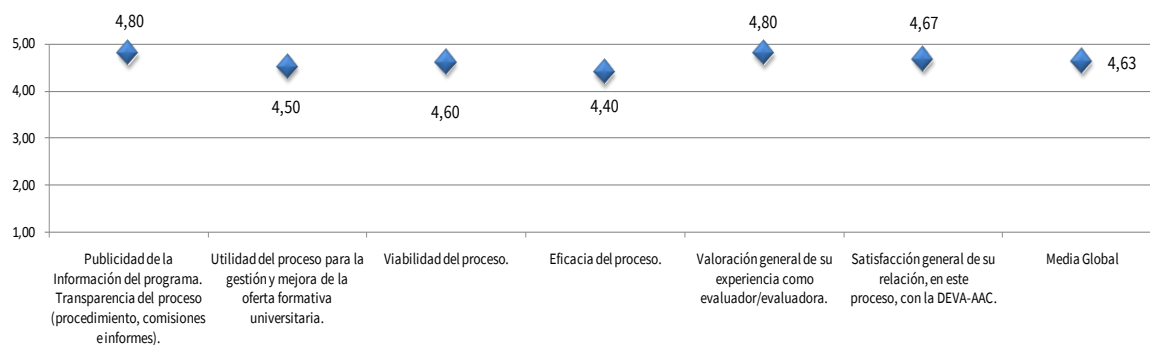 4,80
4,80
4,67
5,00
4,63
4,00
4,50
4,60
4,40
3,00
2,00
1,00
Publicidad de la
Información del programa.
Transparencia del proceso
(procedimiento, comisiones
e informes).
Utilidad del proceso para la
gestión y mejora de la
oferta formativa
universitaria.
Viabilidad del proceso.
Eficacia del proceso.
Valoración general de su
experiencia como
evaluador/evaluadora.
Satisfacción general de su
relación, en este
proceso, con la DEVA-AAC.
Media Global